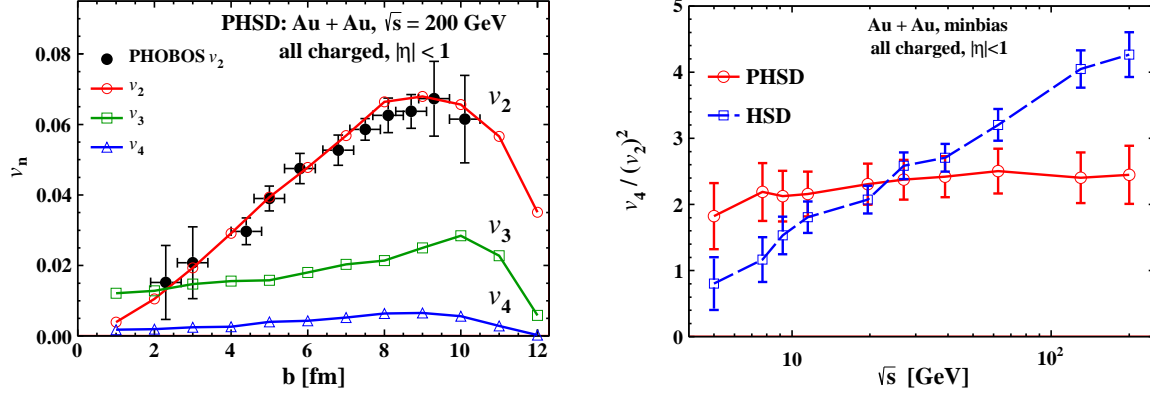 PHSD: Au + Au, √s = 200 GeV
all charged, |η| < 1
PHOBOS v₂
v₂
v₃
v₄
v₂
v₃
v₄
0.08
0.06
0.04
0.02
0.00
vₙ
0 2 4 6 8 10 12
b [fm]
Au + Au, minbias
all charged, |η|<1
PHSD
HSD
5
4
3
2
1
0
v₄ / (v₂)²
10 10²
√s [GeV]